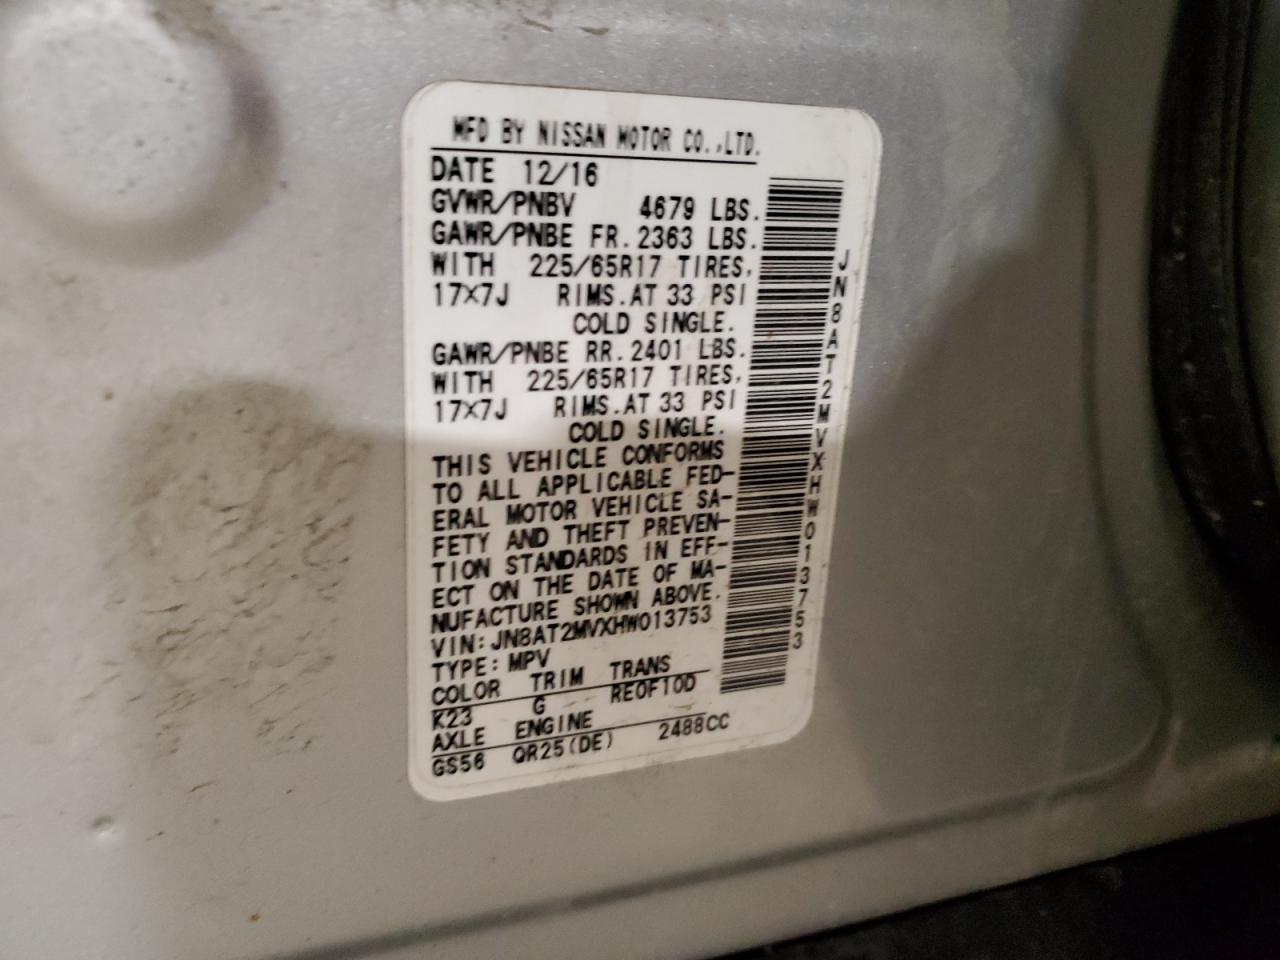 MFD BY NISSAN MOTOR CO.,LTD.
DATE 12/16
GVWR/PNBV 4679 LBS.
GAWR/PNBE FR. 2363 LBS.
WITH 225/65R17 TIRES,
17×7J RIMS. AT 33 PSI
COLD SINGLE.
GAWR/PNBE RR. 2401 LBS.
WITH 225/65R17 TIRES,
17×7J RIMS. AT 33 PSI
COLD SINGLE.
THIS VEHICLE CONFORMS
TO ALL APPLICABLE FED-
ERAL MOTOR VEHICLE SA-
FETY AND THEFT PREVEN-
TION STANDARDS IN EFF-
ECT ON THE DATE OF MA-
NUFACTURE SHOWN ABOVE.
VIN: JN8AT2MVXHW013753
TYPE: MPV
COLOR TRIM TRANS
K23 G RE0F10D
AXLE ENGINE
GS56 QR25(DE) 2488CC
JN8AT2MVXHW013753